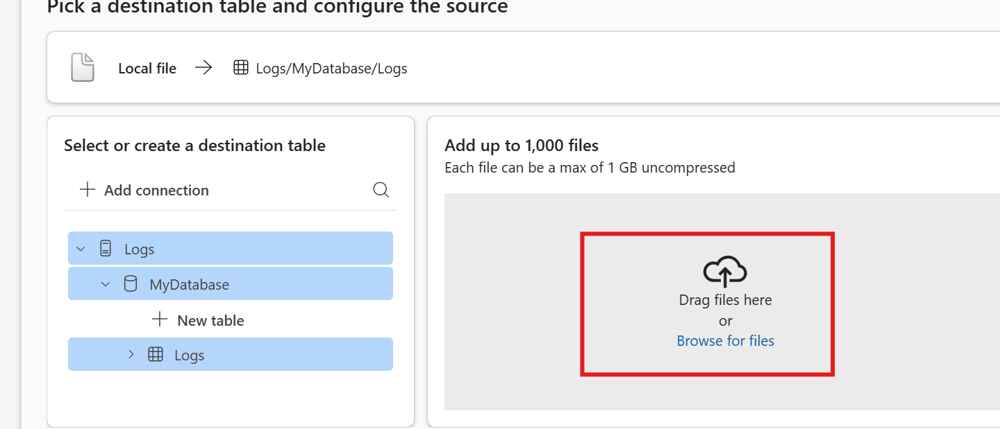 Pick a destination table and configure the source
Local file
Logs/MyDatabase/Logs
Select or create a destination table
Add connection
Logs
MyDatabase
New table
Logs
Add up to 1,000 files
Each file can be a max of 1 GB uncompressed
Drag files here
or
Browse for files